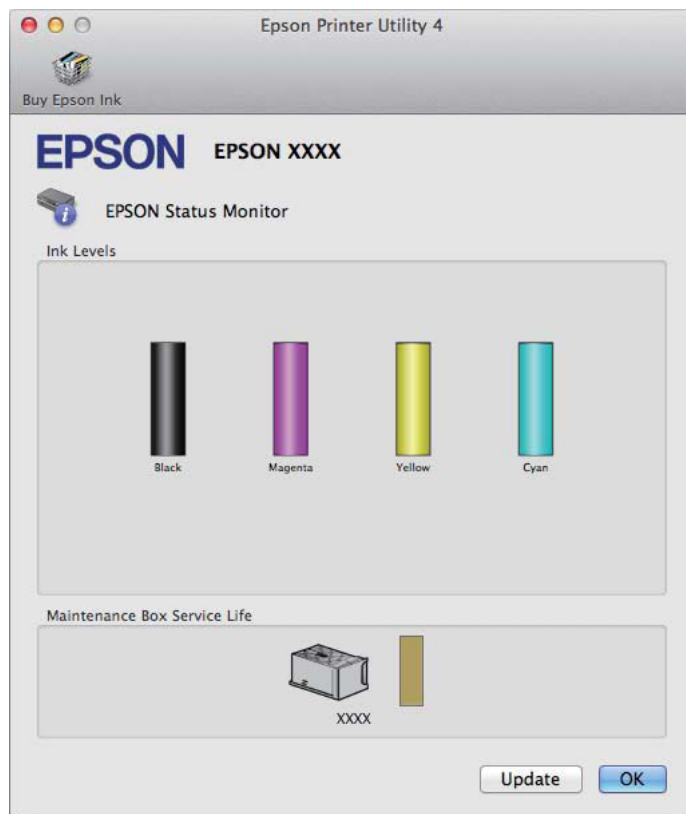 Epson Printer Utility 4
Buy Epson Ink
EPSON EPSON XXXX
i EPSON Status Monitor
Ink Levels
Black Magenta Yellow Cyan
Maintenance Box Service Life
XXXX
Update OK